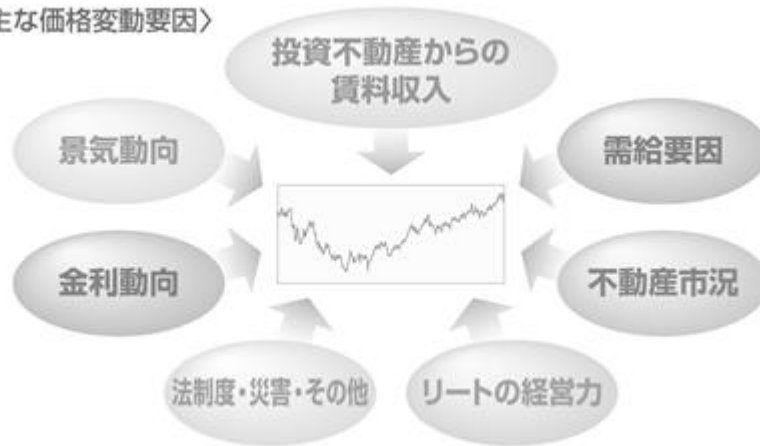 主な価格変動要因〉
投資不動産からの
賃料収入
景気動向
需給要因
金利動向
不動産市況
法制度・災害・その他
リートの経営力